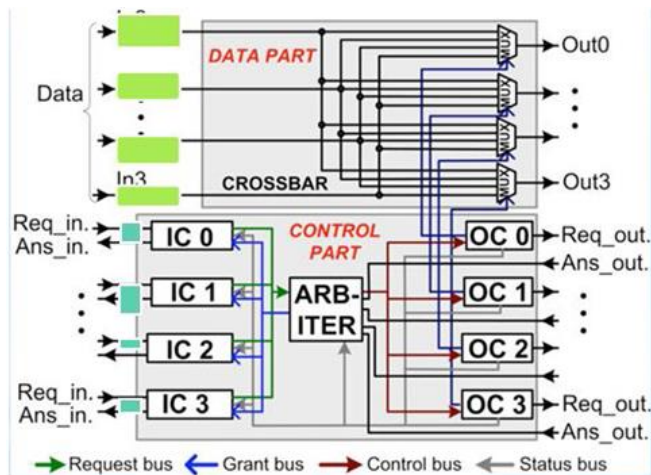 DATA PART
MUX
Out0
Data
MUX
MUX
In3
CROSSBAR
MUX
Out3
Req_in.
Ans_in.
IC 0
CONTROL
PART
OC 0
Req_out.
Ans_out.
IC 1
ARB-
ITER
OC 1
IC 2
OC 2
Req_in.
Ans_in.
IC 3
OC 3
Req_out.
Ans_out.
Request bus
Grant bus
Control bus
Status bus